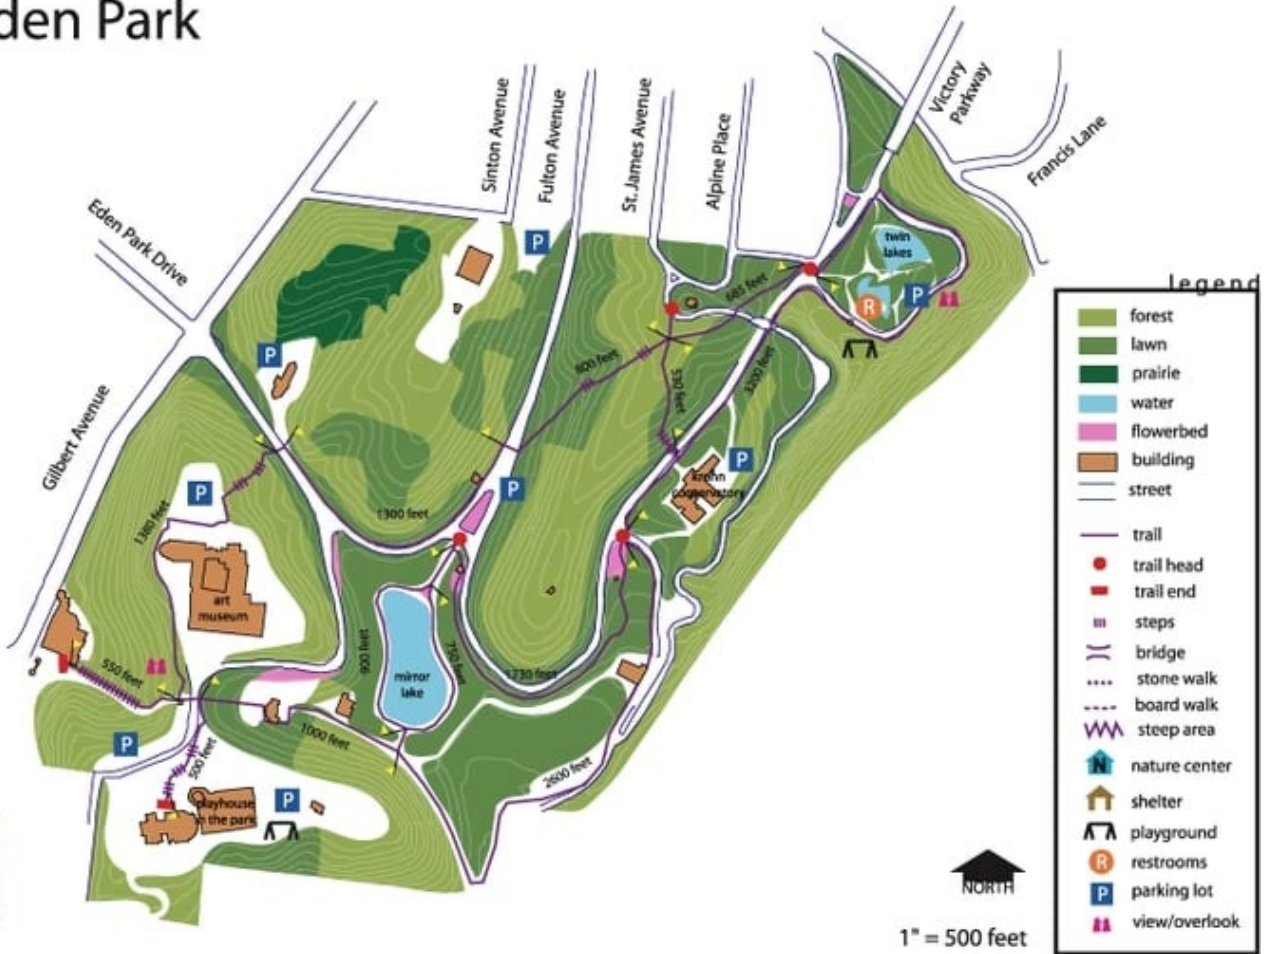 den Park
Sinton Avenue
Fulton Avenue
St. James Avenue
Alpine Place
Victory
Parkway
Francis Lane
Eden Park Drive
Gilbert Avenue
P
twin
lakes
R
P
685 feet
800 feet
530 feet
3200 feet
P
P
P
krohn
conservatory
P
P
1300 feet
1380 feet
art
museum
550 feet
900 feet
mirror
lake
750 feet
1730 feet
1000 feet
2600 feet
P
500 feet
playhouse
in the park
P
NORTH
1" = 500 feet
legend
forest
lawn
prairie
water
flowerbed
building
street
trail
trail head
trail end
steps
bridge
stone walk
board walk
steep area
N nature center
shelter
playground
R restrooms
P parking lot
view/overlook